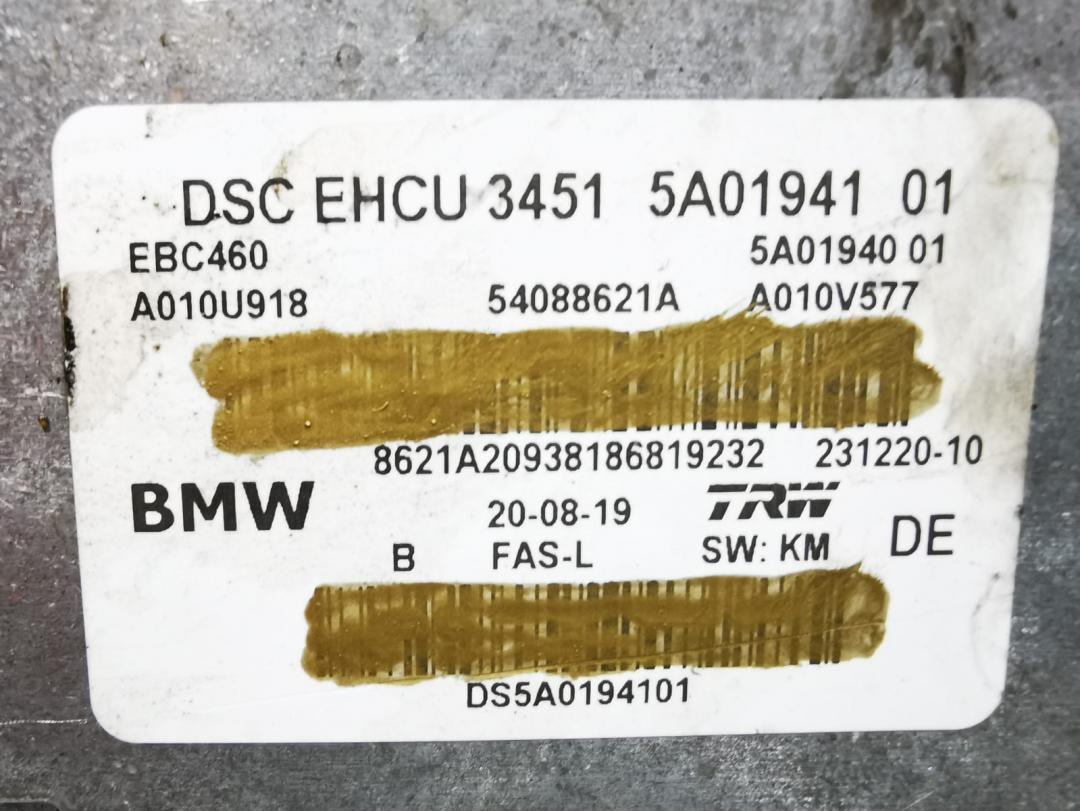 DSC EHCU 3451 5A01941 01
EBC460 5A01940 01
A010U918 54088621A A010V577
8621A20938186819232 231220-10
BMW 20-08-19 TRW
B FAS-L SW: KM DE
DS5A0194101